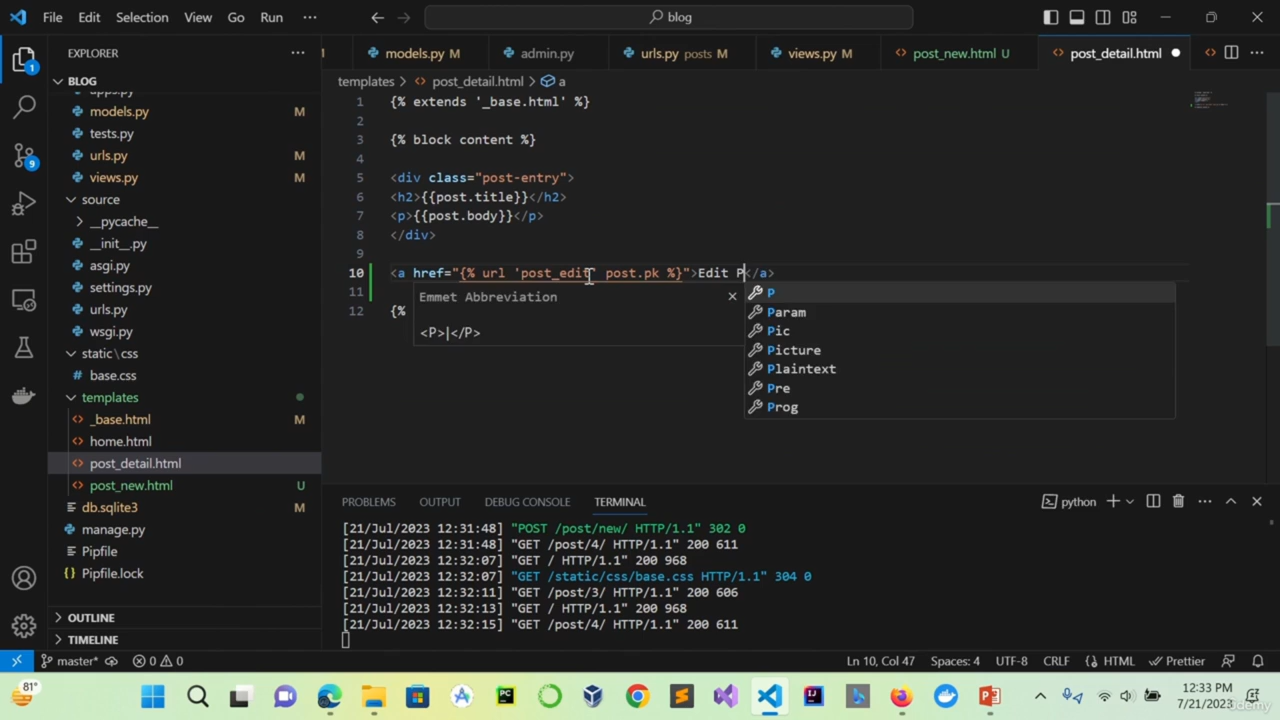 File Edit Selection View Go Run ··· blog
EXPLORER ···
models.py M admin.py urls.py posts M views.py M post_new.html U post_detail.html
templates > post_detail.html > a
BLOG
apps.py
models.py M
tests.py
urls.py M
views.py M
source
__pycache__
__init__.py
asgi.py
settings.py
urls.py
wsgi.py
static\css
base.css
templates
_base.html M
home.html
post_detail.html
post_new.html U
db.sqlite3 M
manage.py
Pipfile
Pipfile.lock
OUTLINE
TIMELINE
1 {% extends '_base.html' %}
2
3 {% block content %}
4
5 <div class="post-entry">
6 <h2>{{post.title}}</h2>
7 <p>{{post.body}}</p>
8 </div>
9
10 <a href="{% url 'post_edit' post.pk %}">Edit P</a>
11
12 {%
Emmet Abbreviation
<P>|</P>
P
Param
Pic
Picture
Plaintext
Pre
Prog
PROBLEMS OUTPUT DEBUG CONSOLE TERMINAL python
[21/Jul/2023 12:31:48] "POST /post/new/ HTTP/1.1" 302 0
[21/Jul/2023 12:31:48] "GET /post/4/ HTTP/1.1" 200 611
[21/Jul/2023 12:32:07] "GET / HTTP/1.1" 200 968
[21/Jul/2023 12:32:07] "GET /static/css/base.css HTTP/1.1" 304 0
[21/Jul/2023 12:32:11] "GET /post/3/ HTTP/1.1" 200 606
[21/Jul/2023 12:32:13] "GET / HTTP/1.1" 200 968
[21/Jul/2023 12:32:15] "GET /post/4/ HTTP/1.1" 200 611
master* 0 0 Ln 10, Col 47 Spaces: 4 UTF-8 CRLF HTML Prettier
81° 12:33 PM
7/21/2023
udemy